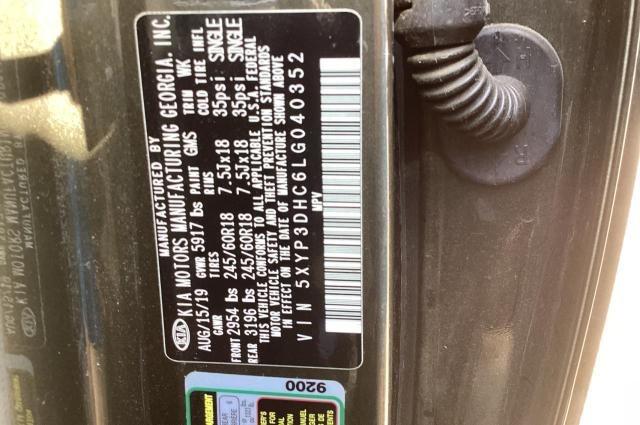 MANUFACTURED BY
KIA KIA MOTORS MANUFACTURING GEORGIA, INC.
AUG/15/19 GVWR 5917 lbs PAINT GMS TRIM WK
GAWR TIRES RIMS COLD TIRE INFL
FRONT 2954 lbs 245/60R18 7.5Jx18 35psi SINGLE
REAR 3196 lbs 245/60R18 7.5Jx18 35psi SINGLE
THIS VEHICLE CONFORMS TO ALL APPLICABLE U.S.A. FEDERAL
MOTOR VEHICLE SAFETY AND THEFT PREVENTION STANDARDS
IN EFFECT ON THE DATE OF MANUFACTURE SHOWN ABOVE
VIN 5XYP3DHC6LG040352
MPV
9200